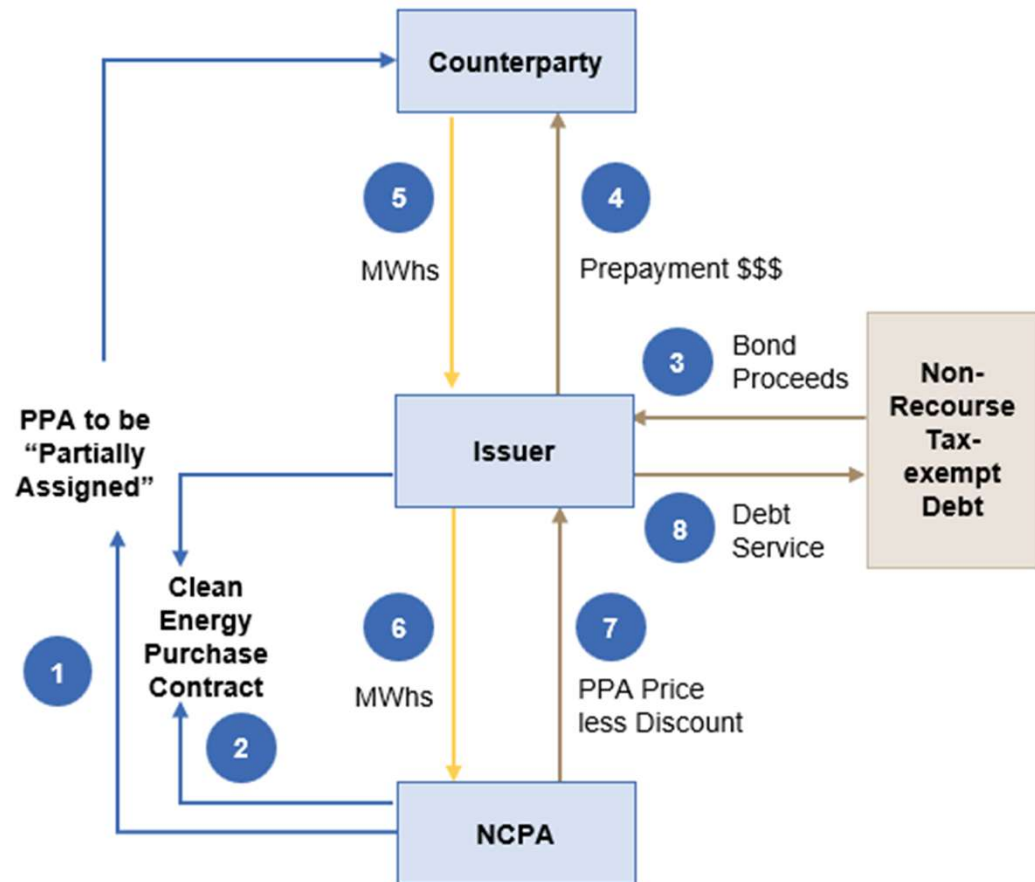 Counterparty
5
4
MWhs
Prepayment $$$
3
Bond
Proceeds
Non-
Recourse
Tax-
exempt
Debt
PPA to be
“Partially
Assigned”
Issuer
8
Debt
Service
Clean
Energy
Purchase
Contract
1
2
6
7
MWhs
PPA Price
less Discount
NCPA